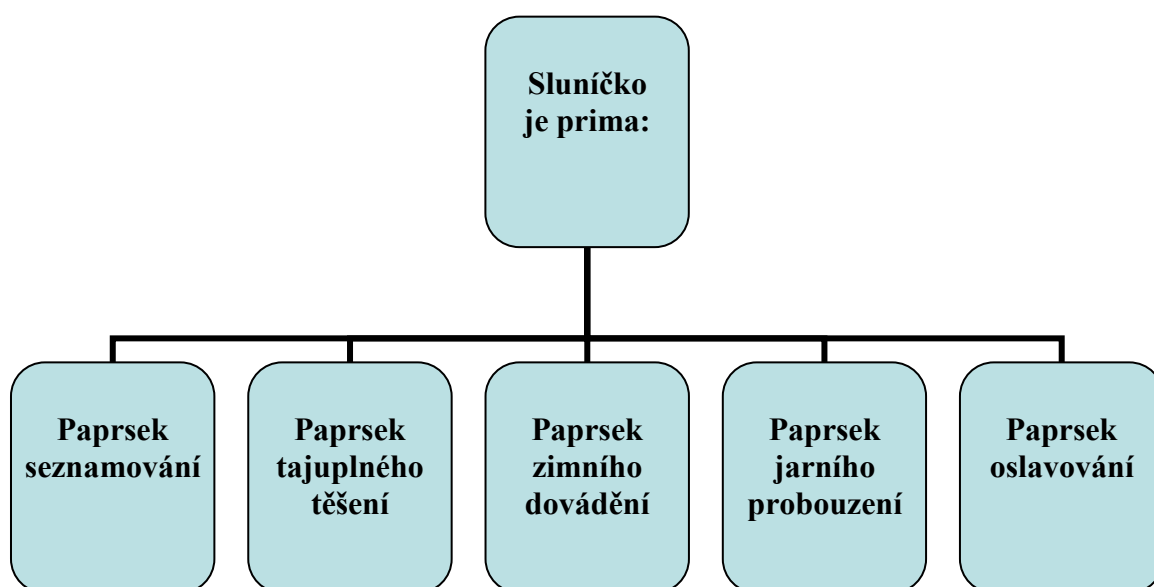 Sluníčko
je prima:
Paprsek
seznamování
Paprsek
tajuplného
těšení
Paprsek
zimního
dovádění
Paprsek
jarního
probouzení
Paprsek
oslavování